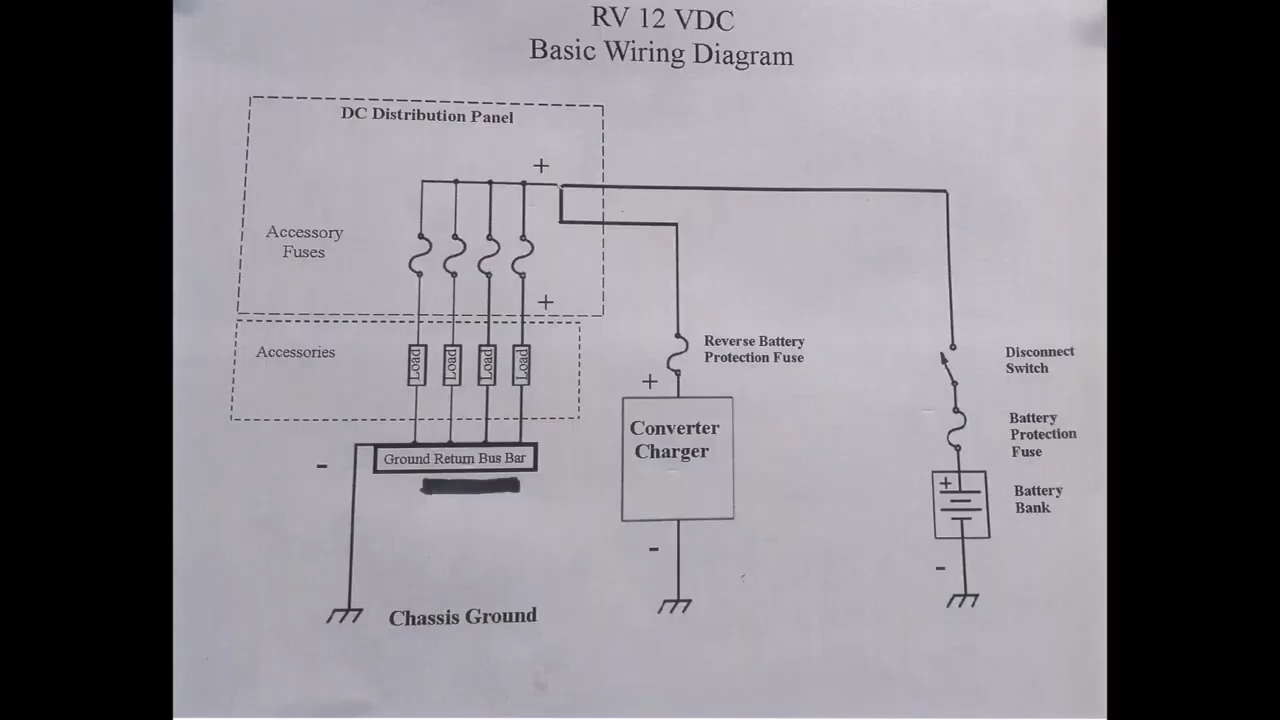 RV 12 VDC
Basic Wiring Diagram
DC Distribution Panel
+
Accessory
Fuses
+
Accessories
Load
Load
Load
Load
Reverse Battery
Protection Fuse
+
Disconnect
Switch
Converter
Charger
Battery
Protection
Fuse
-
Ground Return Bus Bar
+
Battery
Bank
-
-
Chassis Ground